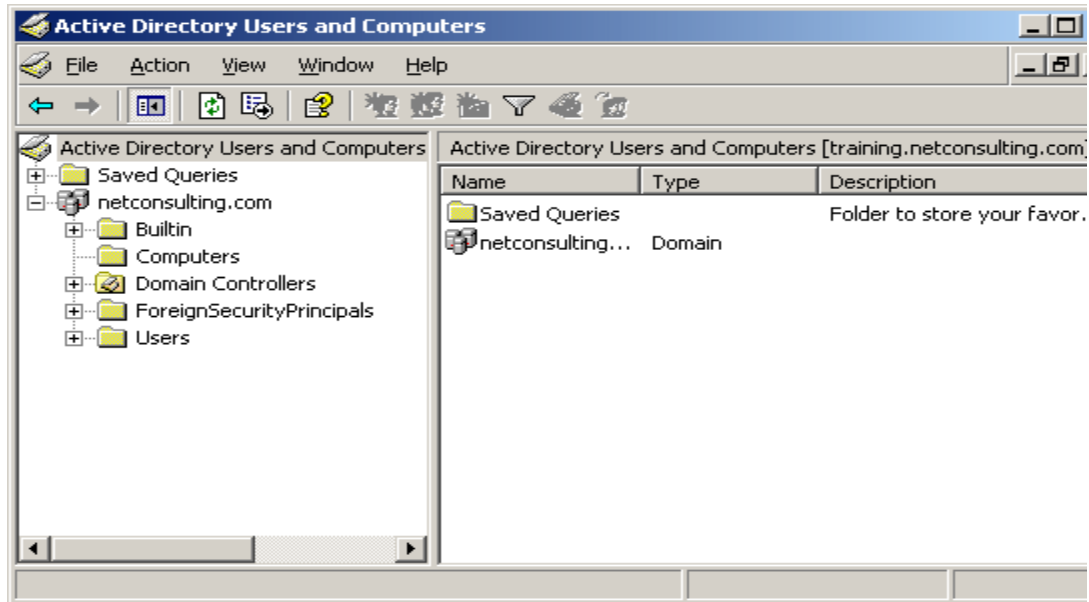 Active Directory Users and Computers
File Action View Window Help
Active Directory Users and Computers
Saved Queries
netconsulting.com
Builtin
Computers
Domain Controllers
ForeignSecurityPrincipals
Users
Active Directory Users and Computers [training.netconsulting.com]
Name Type Description
Saved Queries Folder to store your favor.
netconsulting... Domain